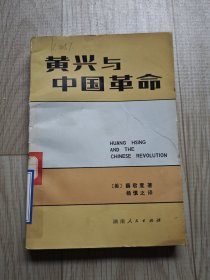 黄兴与
中国革命
HUANG HSING
AND THE
CHINESE REVOLUTION
〔美〕薛君度 著
杨慎之 译
湖南人民出版社